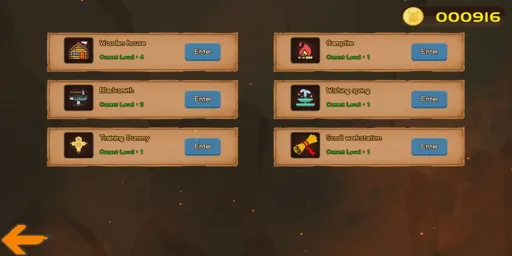 000916
Wooden house
Current Level : 4
Enter
Campfire
Current Level : 1
Enter
Blacksmith
Current Level : 2
Enter
Wishing spring
Current Level : 1
Enter
Training Dummy
Current Level : 1
Enter
Scroll workstation
Current Level : 1
Enter